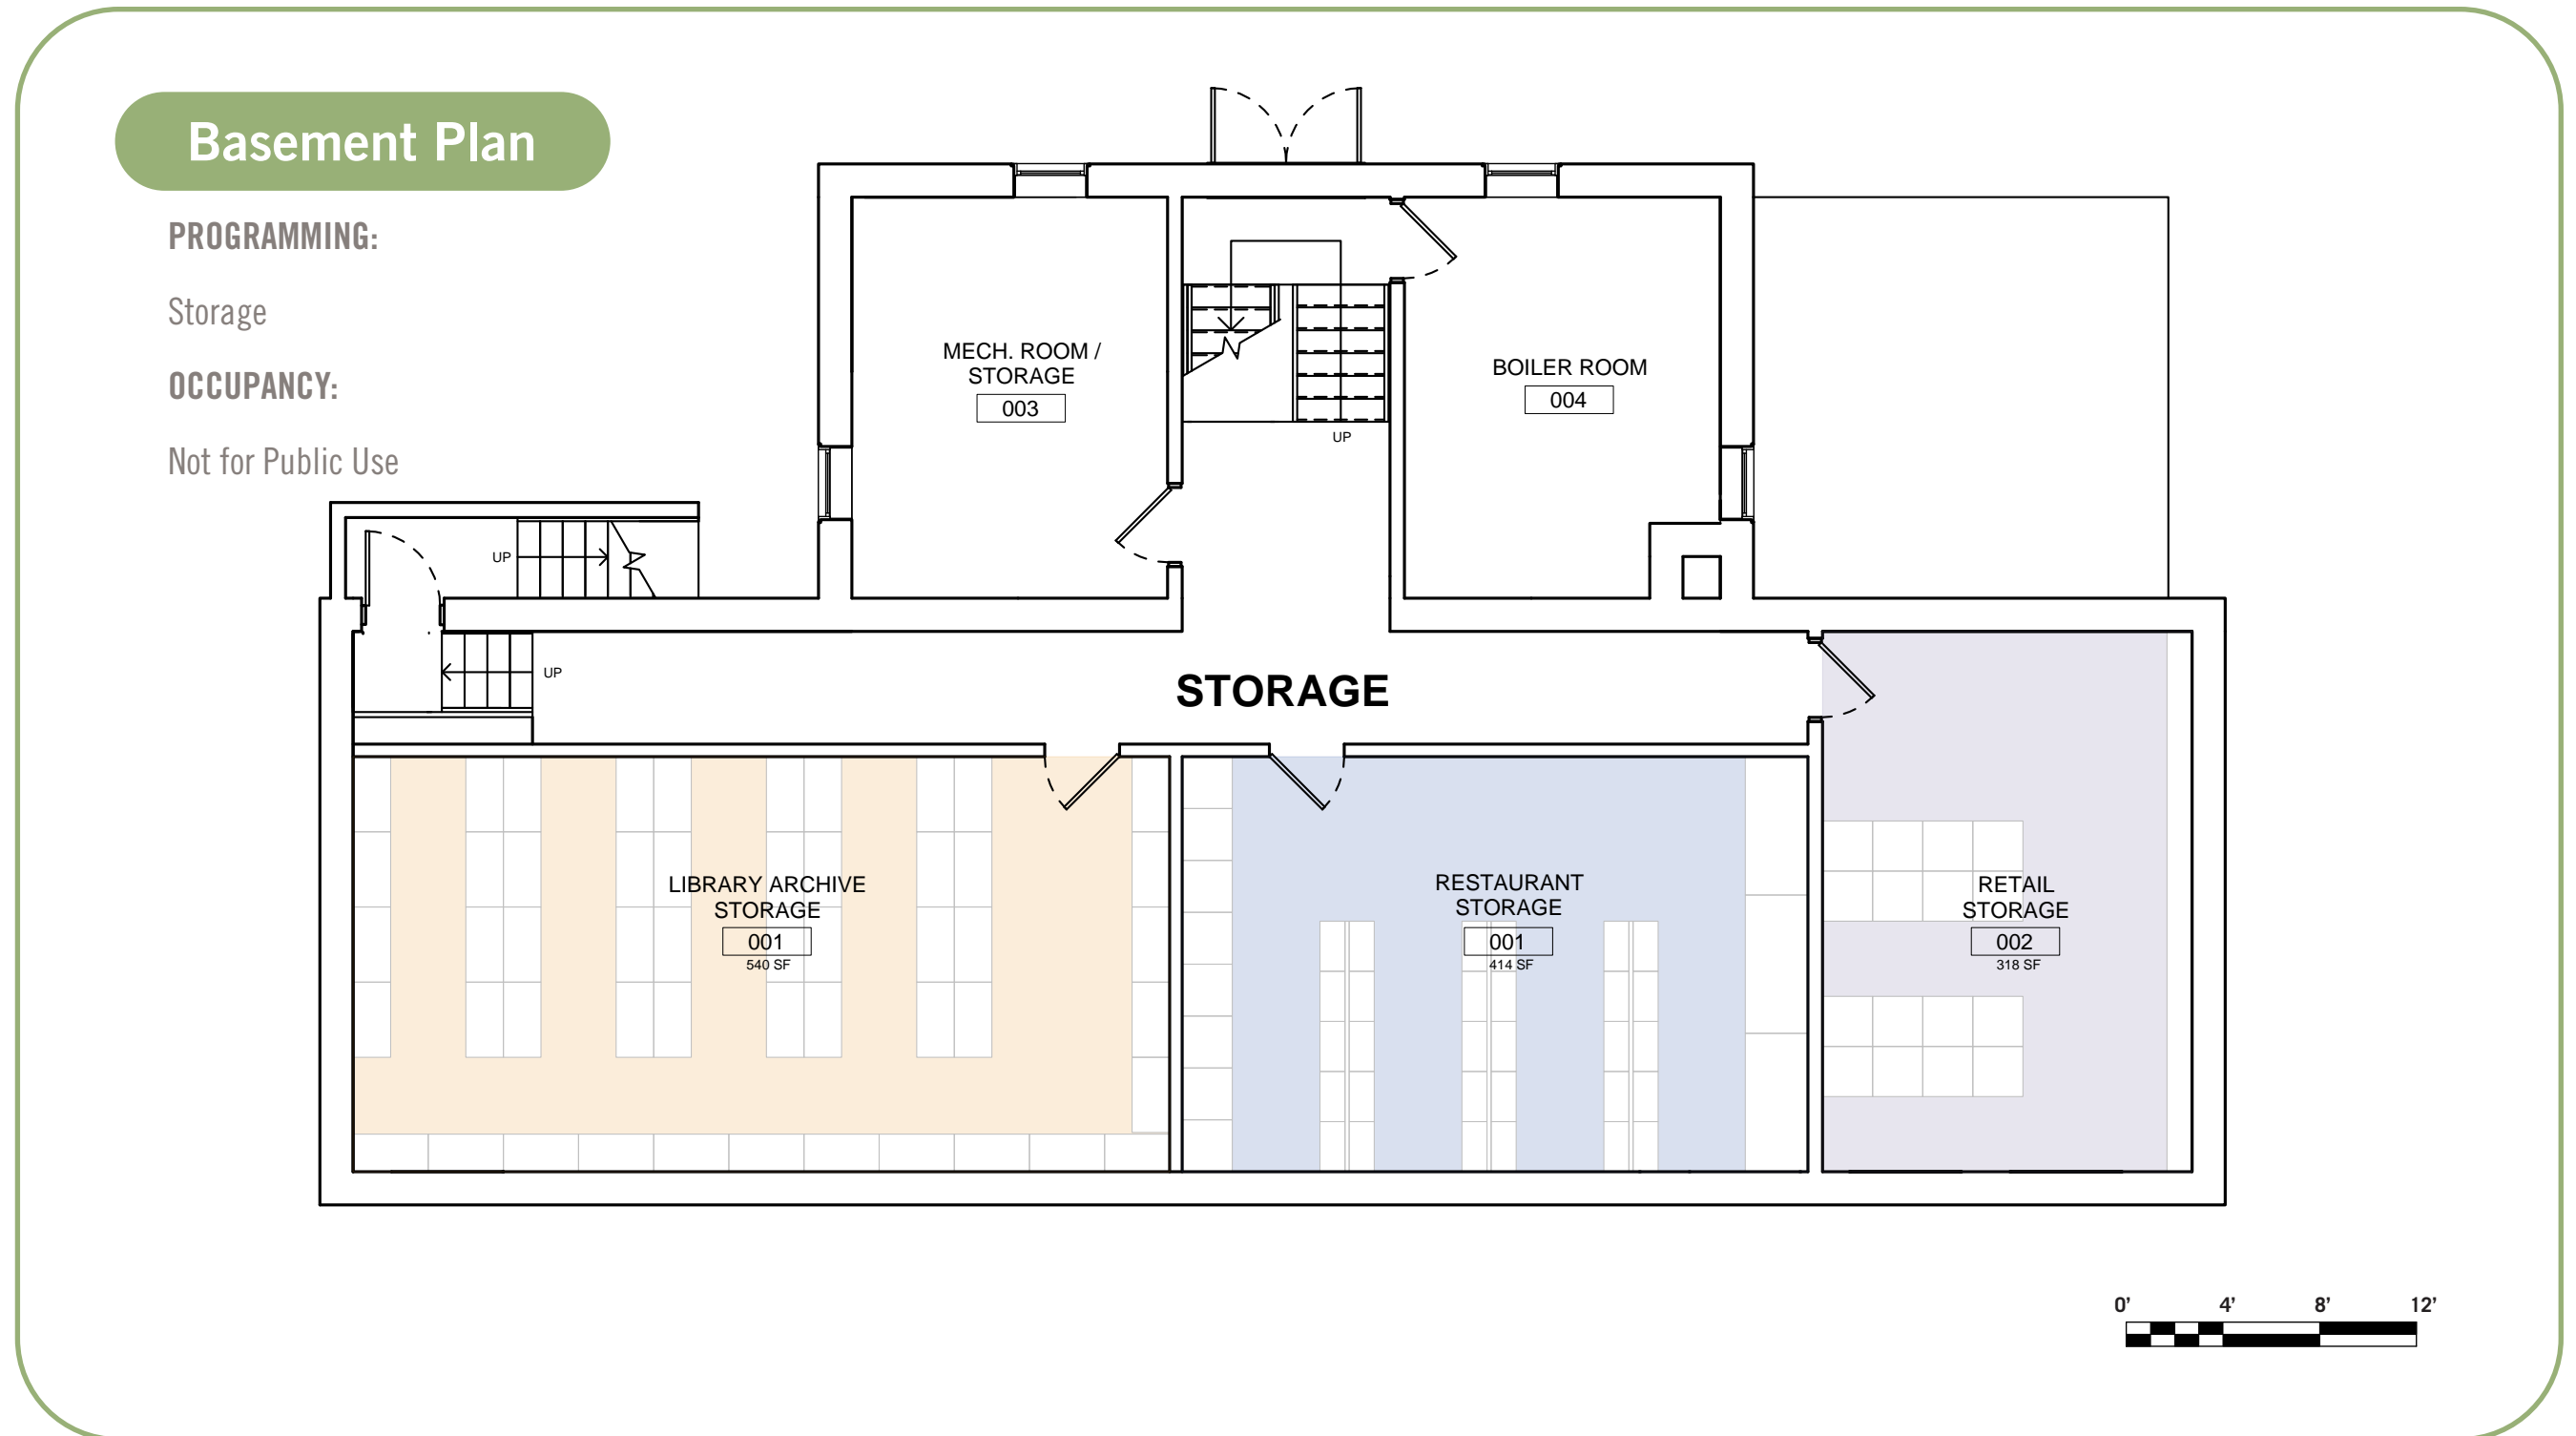 Basement Plan
PROGRAMMING:
Storage
OCCUPANCY:
Not for Public Use
MECH. ROOM /
STORAGE
003
BOILER ROOM
004
UP
UP
UP
STORAGE
LIBRARY ARCHIVE
STORAGE
001
540 SF
RESTAURANT
STORAGE
001
414 SF
RETAIL
STORAGE
002
318 SF
0’ 4’ 8’ 12’